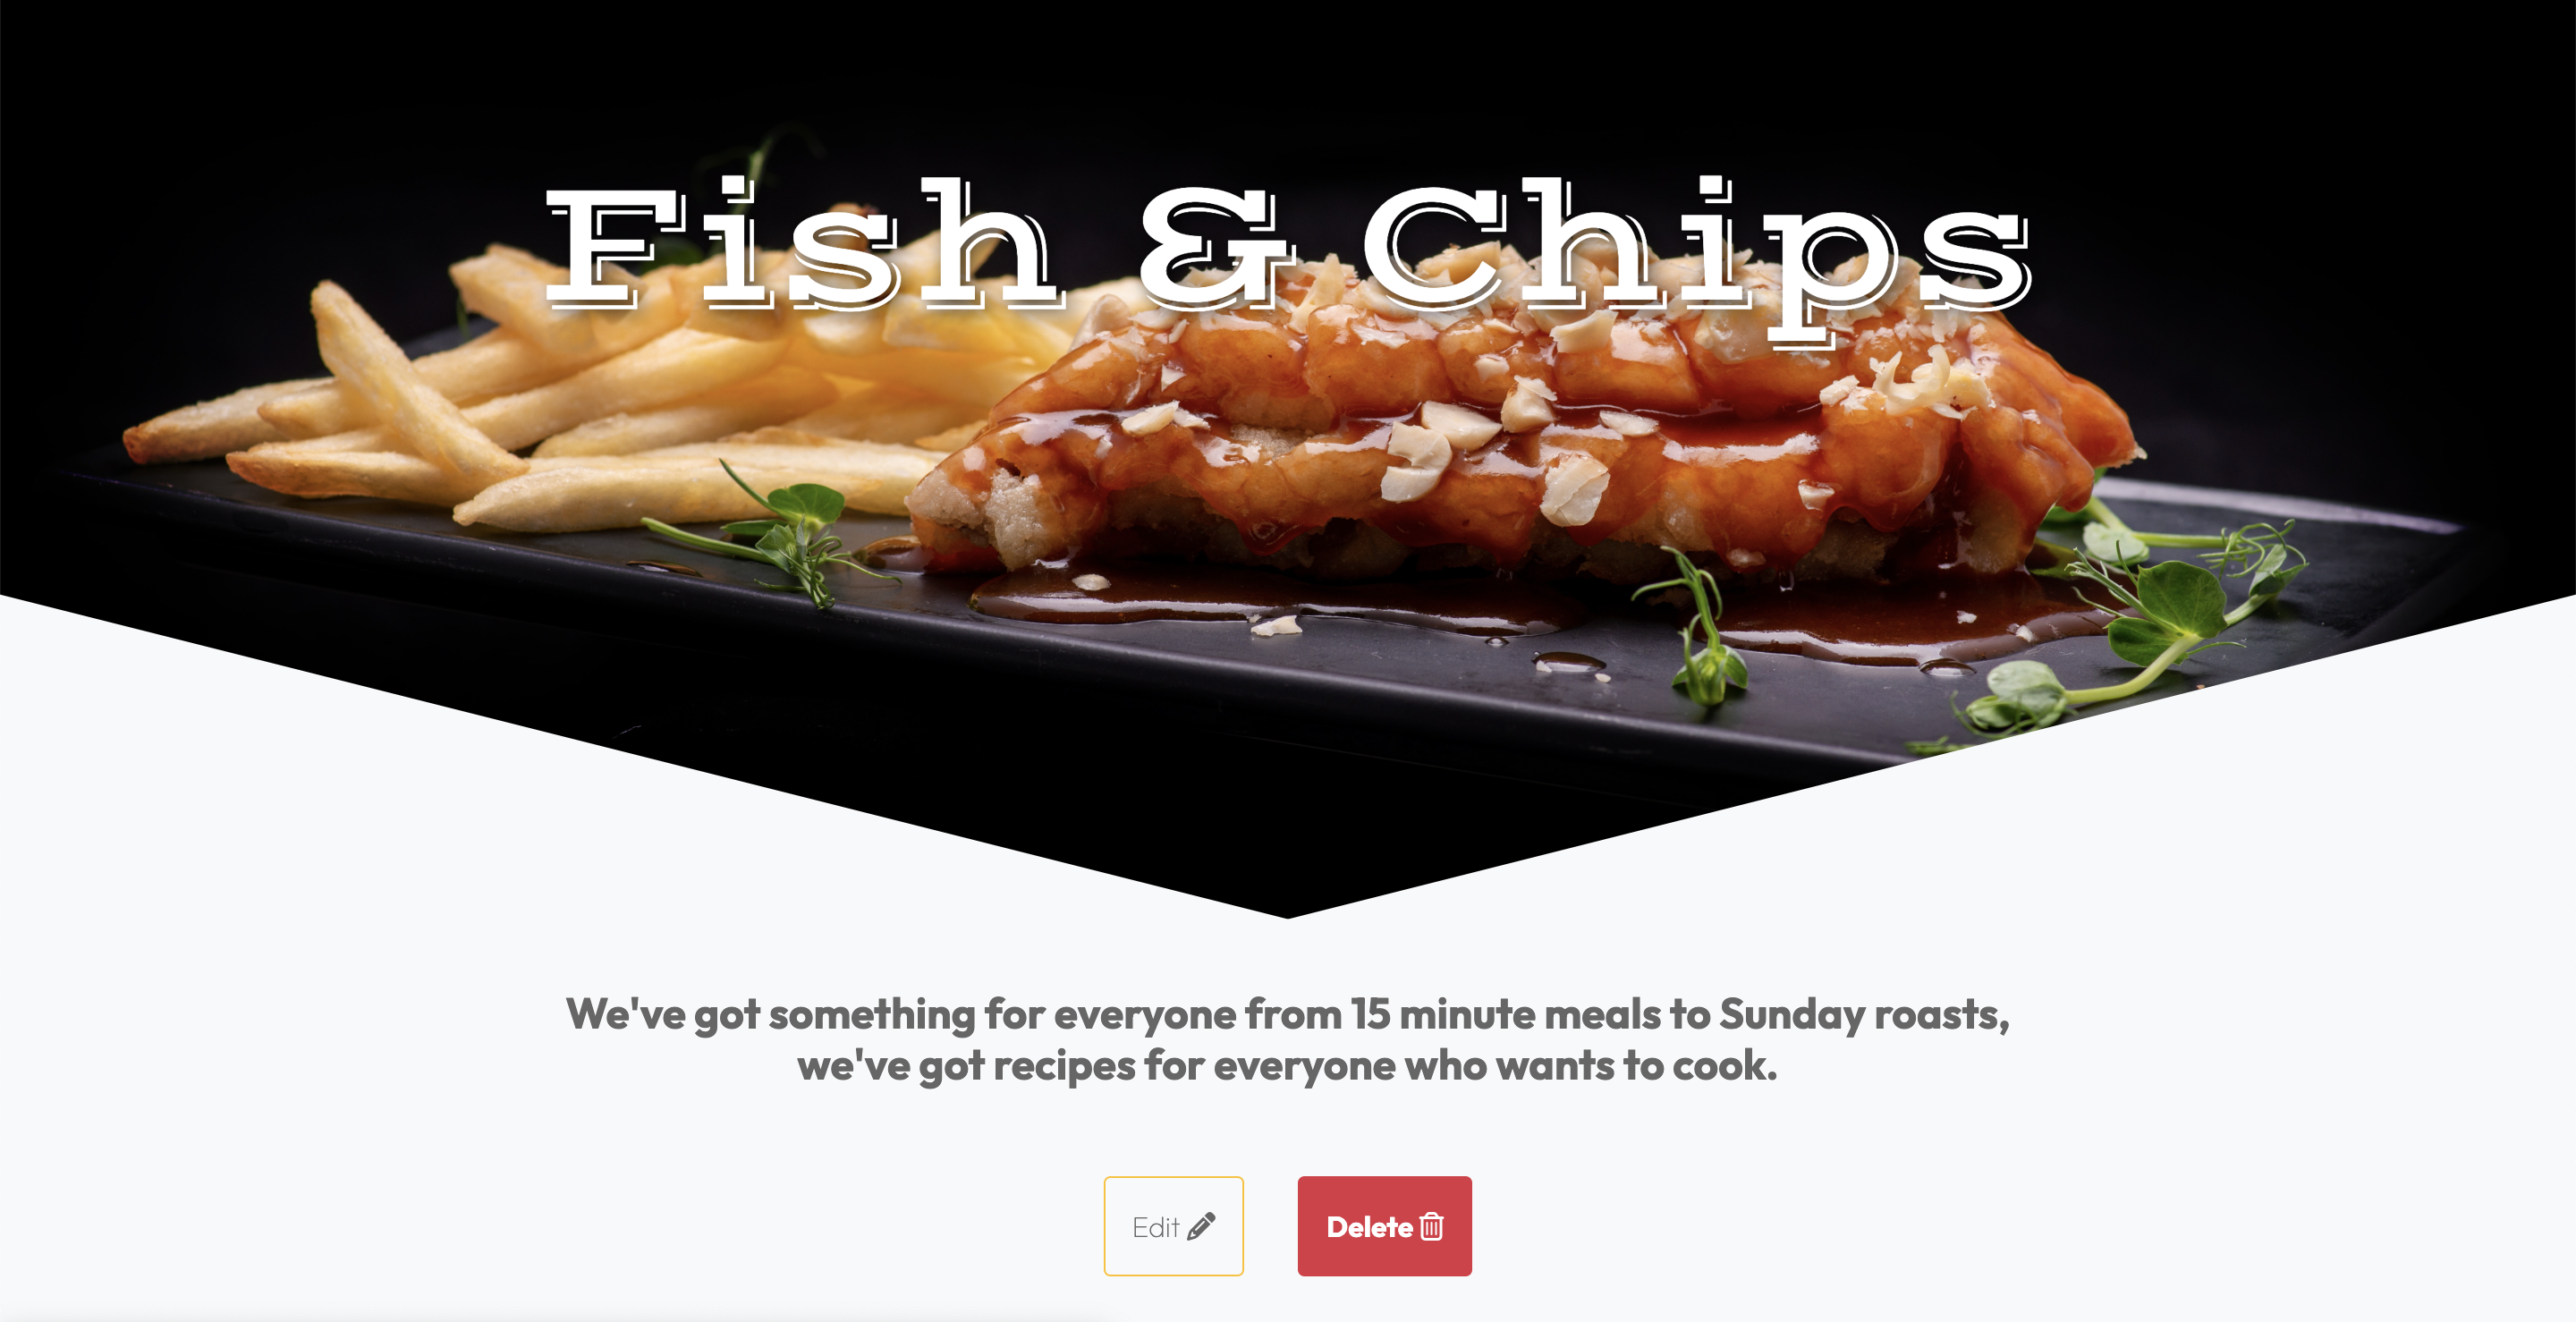 Fish & Chips
We've got something for everyone from 15 minute meals to Sunday roasts,
we've got recipes for everyone who wants to cook.
Edit
Delete